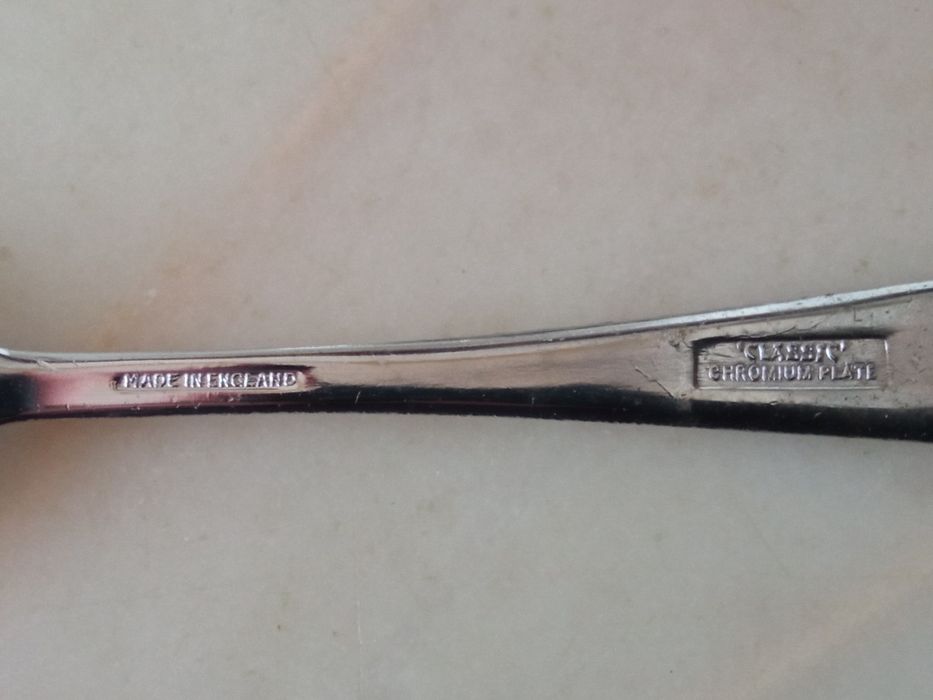 MADE IN ENGLAND
'CLASSIC'
CHROMIUM PLATE